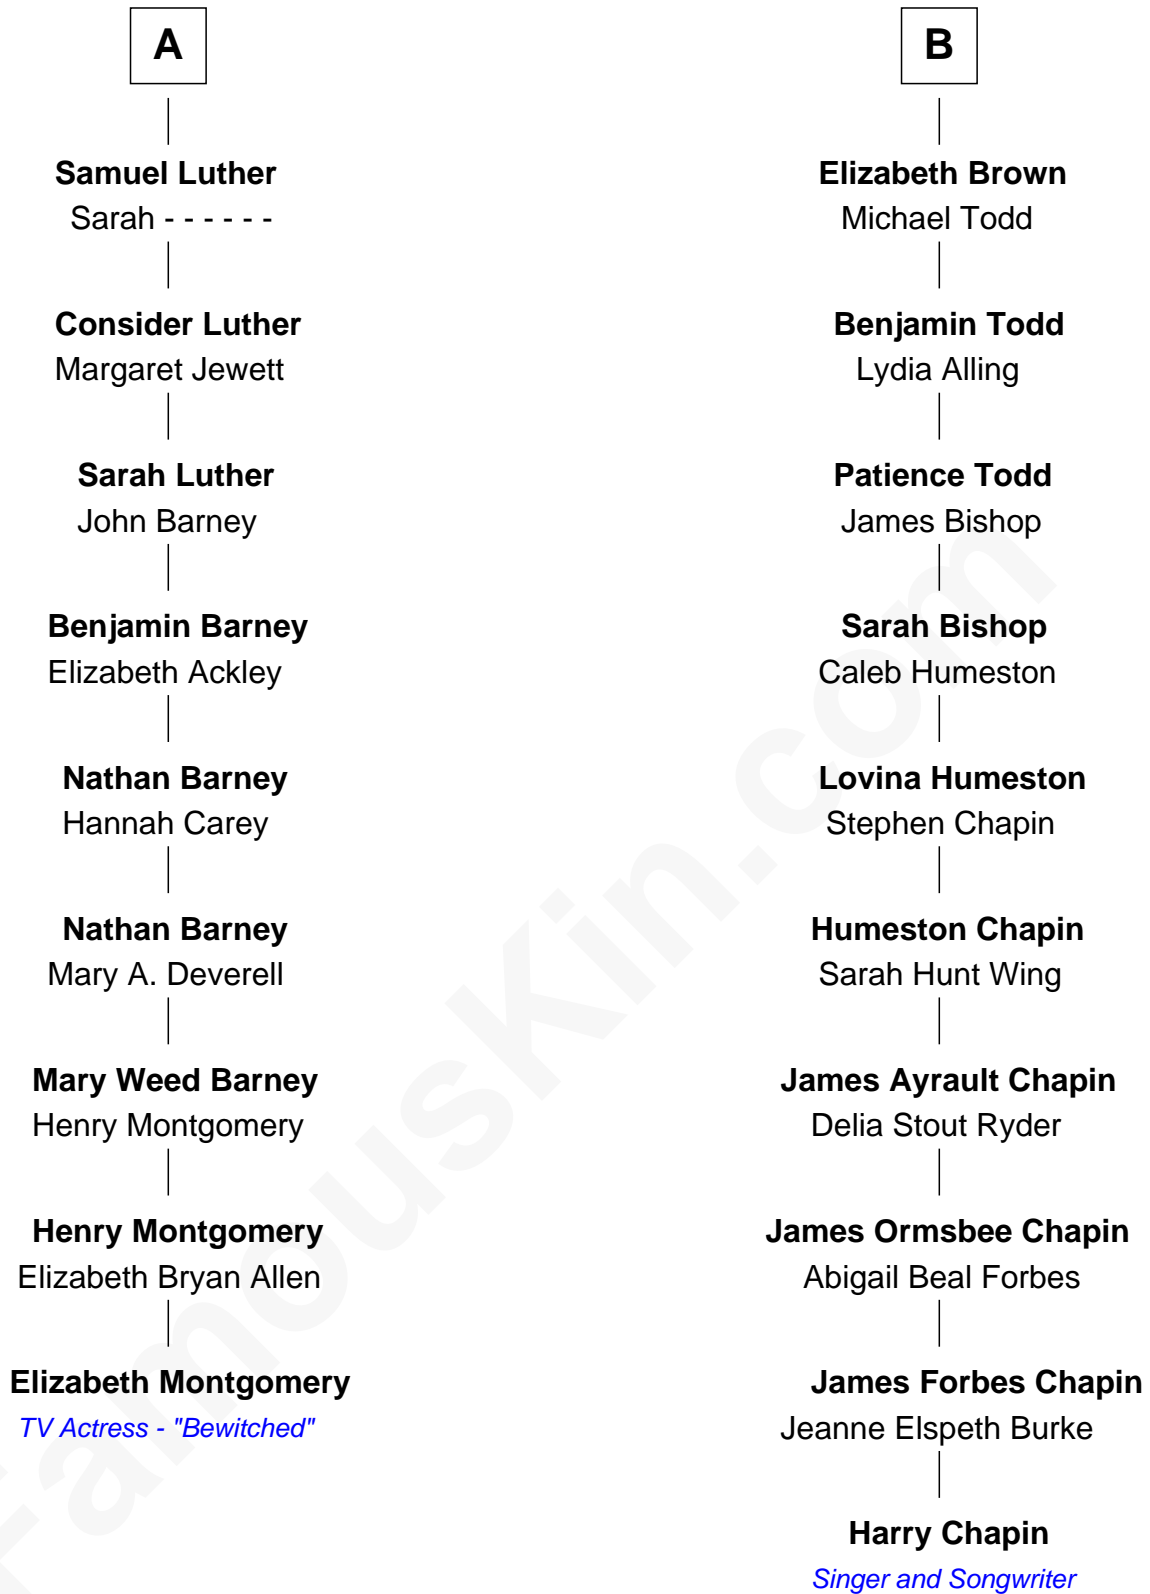 A
Samuel Luther
Sarah - - - - - -
Consider Luther
Margaret Jewett
Sarah Luther
John Barney
Benjamin Barney
Elizabeth Ackley
Nathan Barney
Hannah Carey
Nathan Barney
Mary A. Deverell
Mary Weed Barney
Henry Montgomery
Henry Montgomery
Elizabeth Bryan Allen
Elizabeth Montgomery
TV Actress - "Bewitched"
B
Elizabeth Brown
Michael Todd
Benjamin Todd
Lydia Alling
Patience Todd
James Bishop
Sarah Bishop
Caleb Humeston
Lovina Humeston
Stephen Chapin
Humeston Chapin
Sarah Hunt Wing
James Ayrault Chapin
Delia Stout Ryder
James Ormsbee Chapin
Abigail Beal Forbes
James Forbes Chapin
Jeanne Elspeth Burke
Harry Chapin
Singer and Songwriter
FamousKin.com